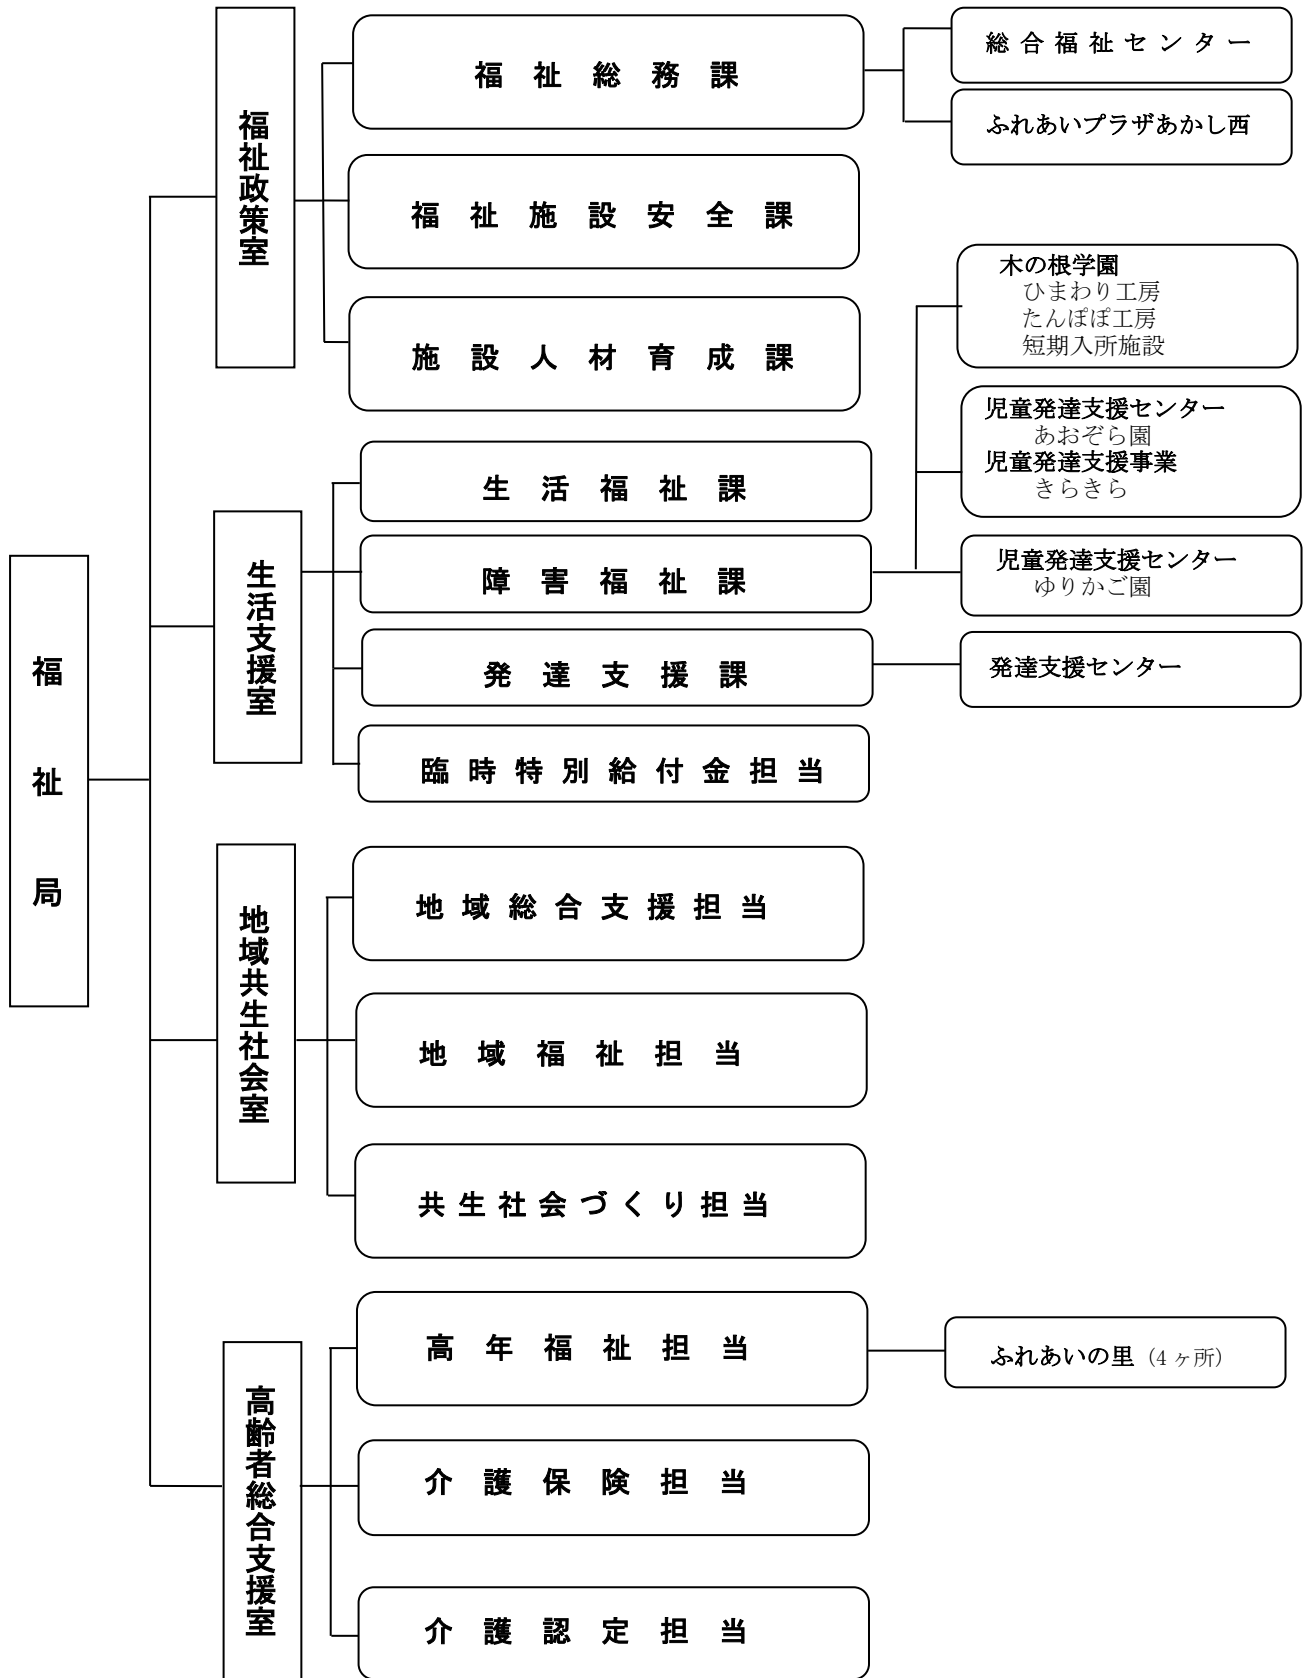 福祉局
福祉政策室
福祉総務課
総合福祉センター
ふれあいプラザあかし西
福祉施設安全課
施設人材育成課
生活支援室
生活福祉課
障害福祉課
木の根学園
ひまわり工房
たんぽぽ工房
短期入所施設
児童発達支援センター
あおぞら園
児童発達支援事業
きらきら
児童発達支援センター
ゆりかご園
発達支援課
発達支援センター
臨時特別給付金担当
地域共生社会室
地域総合支援担当
地域福祉担当
共生社会づくり担当
高齢者総合支援室
高年福祉担当
ふれあいの里（4ヶ所）
介護保険担当
介護認定担当